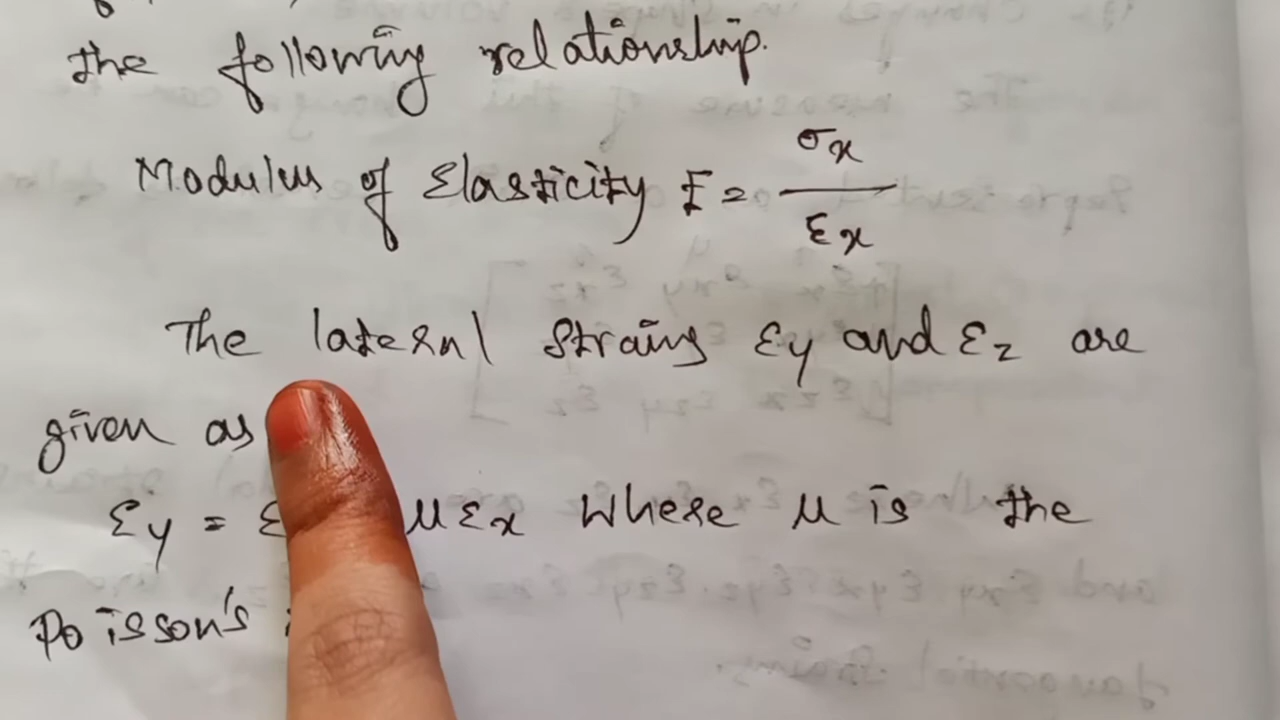 the following relationship.
Modulus of Elasticity E = σx / εx
The lateral strains εy and εz are
given as
εy = ε μεx where μ is the
Poisson's